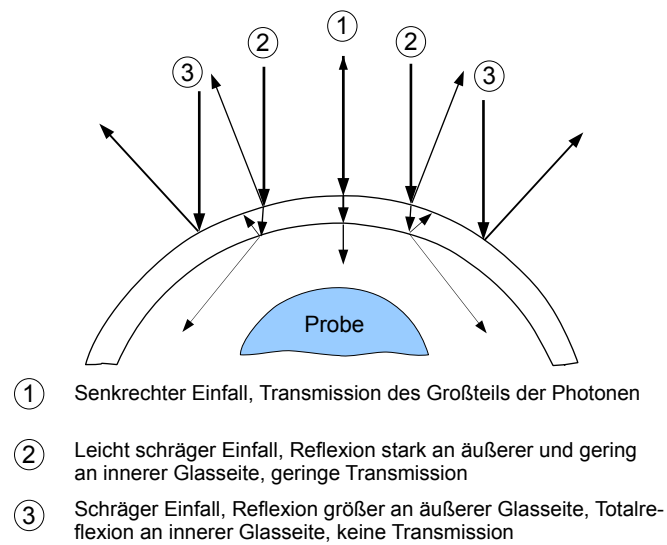 1
2
2
3
3
Probe
1 Senkrechter Einfall, Transmission des Großteils der Photonen
2 Leicht schräger Einfall, Reflexion stark an äußerer und gering
an innerer Glasseite, geringe Transmission
3 Schräger Einfall, Reflexion größer an äußerer Glasseite, Totalre-
flexion an innerer Glasseite, keine Transmission